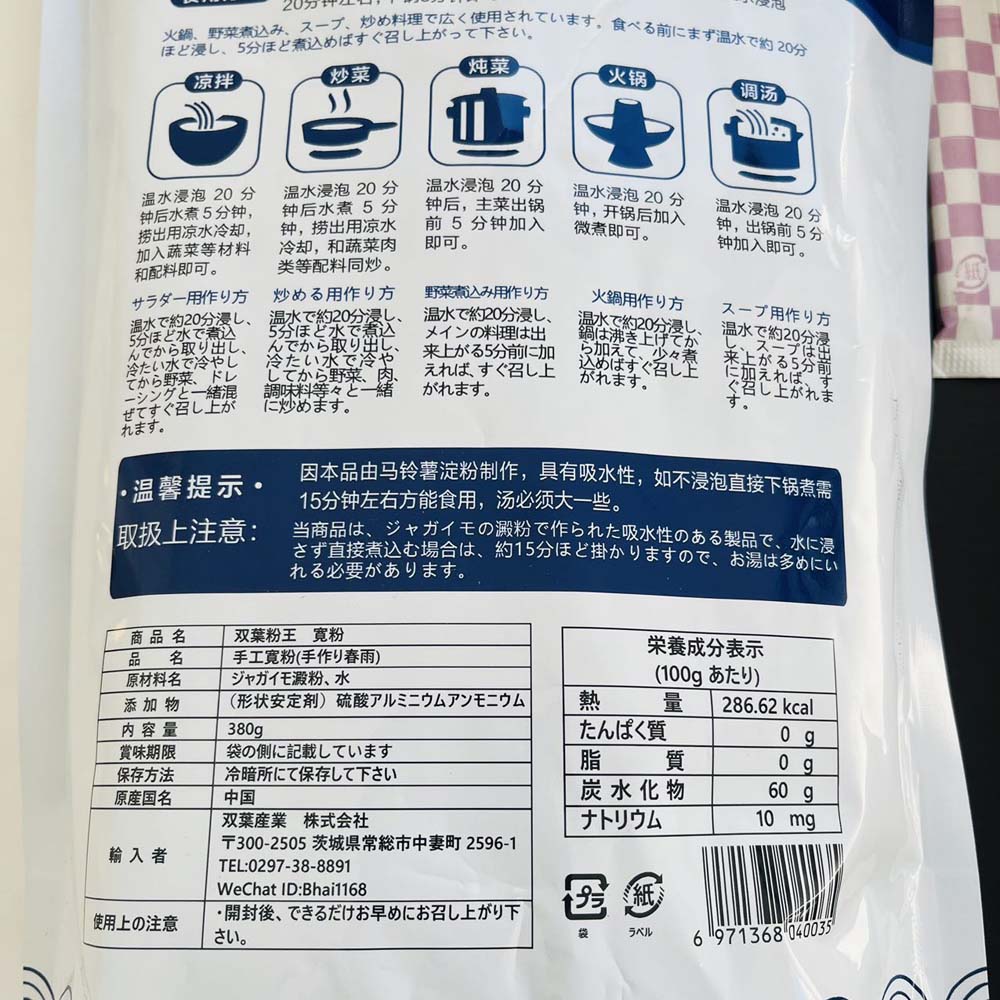 火鍋、野菜煮込み、スープ、炒め料理で広く使用されています。食べる前にまず温水で約20分
ほど浸し、5分ほど煮込めばすぐ召し上がって下さい。
凉拌
温水浸泡 20 分
钟后水煮5分钟,
捞出用凉水冷却,
加入蔬菜等材料
和配料即可。
炒菜
温水浸泡 20 分
钟后水煮 5 分
钟,捞出用凉水
冷却,和蔬菜肉
类等配料同炒。
炖菜
温水浸泡 20 分
钟后,主菜出锅
前 5 分钟加入
即可。
火锅
温水浸泡 20 分
钟,开锅后加入
微煮即可。
调汤
温水浸泡 20 分
钟,出锅前5分
钟加入即可。
サラダー用作り方
温水で約20分浸し、
5分ほど水で煮込
んでから取り出し、
冷たい水で冷やし
てから野菜、ドレ
ーシングと一緒混
ぜてすぐ召し上が
れます。
炒める用作り方
温水で約20分浸し、
5分ほど水で煮込
んでから取り出し、
冷たい水で冷や
してから野菜、肉、
調味料等々と一緒
に炒めます。
野菜煮込み用作り方
温水で約20分浸し、
メインの料理は出
来上がる5分前に加
えれば、すぐ召し上
がれます。
火鍋用作り方
温水で約20分浸し、
鍋は沸き上げてか
ら加えて、少々煮
込めばすぐ召し上
がれます。
スープ用作り方
温水で約20分浸
し、スープは出
来上がる5分前
に加えれば、す
ぐ召し上がれま
す。
・温馨提示・
因本品由马铃薯淀粉制作,具有吸水性,如不浸泡直接下锅煮需
15分钟左右方能食用,汤必须大一些。
取扱上注意:
当商品は、ジャガイモの澱粉で作られた吸水性のある製品で、水に浸
さず直接煮込む場合は、約15分ほど掛かりますので、お湯は多めにい
れる必要があります。
商品名 双葉粉王 寛粉
品名 手工寛粉(手作り春雨)
原材料名 ジャガイモ澱粉、水
添加物 (形状安定剤)硫酸アルミニウムアンモニウム
内容量 380g
賞味期限 袋の側に記載しています
保存方法 冷暗所にて保存して下さい
原産国名 中国
輸入者 双葉産業 株式会社
〒300-2505 茨城県常総市中妻町 2596-1
TEL:0297-38-8891
WeChat ID:Bhai1168
使用上の注意 ・開封後、できるだけお早めにお召し上がり下
さい。
栄養成分表示
(100g あたり)
熱量 286.62 kcal
たんぱく質 0 g
脂質 0 g
炭水化物 60 g
ナトリウム 10 mg
プラ
袋
紙
ラベル
6 971368 040035
紙